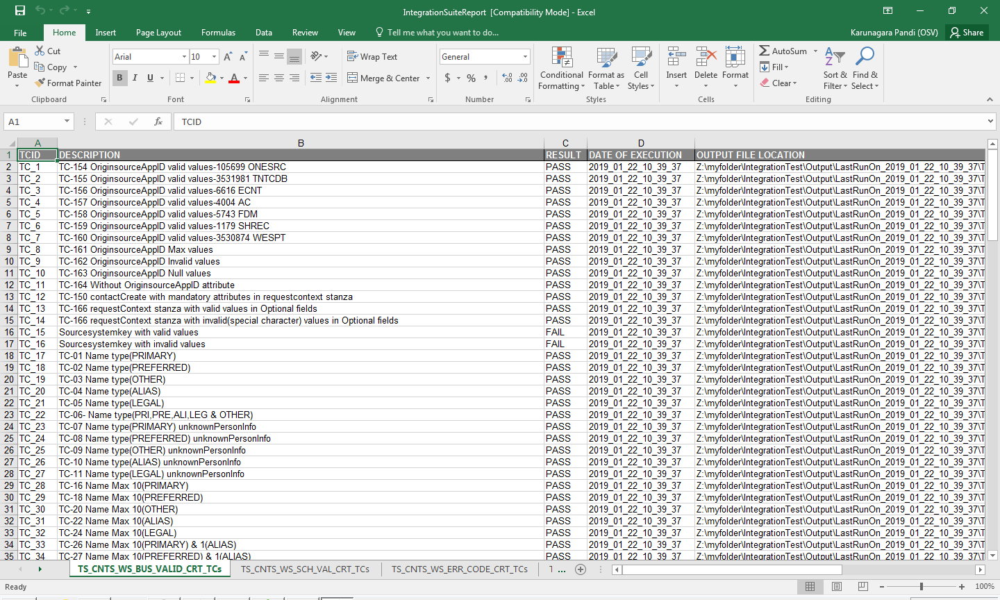 IntegrationSuiteReport [Compatibility Mode] - Excel
File Home Insert Page Layout Formulas Data Review View Tell me what you want to do... Karunagara Pandi (OSV) Share
Paste Cut Copy Format Painter Clipboard
Arial 10 B I U A A A Font
Wrap Text Merge & Center Alignment
General $ % , .0 .00 .00 .0 Number
Conditional Formatting Format as Table Cell Styles Styles
Insert Delete Format Cells
AutoSum Fill Clear Sort & Filter Find & Select Editing
A1 fx TCID
A B C D
1 TCID DESCRIPTION RESULT DATE OF EXECUTION OUTPUT FILE LOCATION
2 TC_1 TC-154 OriginsourceAppID valid values-105699 ONESRC PASS 2019_01_22_10_39_37 Z:\myfolder\IntegrationTest\Output\LastRunOn_2019_01_22_10_39_37\T
3 TC_2 TC-155 OriginsourceAppID valid values-3531981 TNTCDB PASS 2019_01_22_10_39_37 Z:\myfolder\IntegrationTest\Output\LastRunOn_2019_01_22_10_39_37\T
4 TC_3 TC-156 OriginsourceAppID valid values-6616 ECNT PASS 2019_01_22_10_39_37 Z:\myfolder\IntegrationTest\Output\LastRunOn_2019_01_22_10_39_37\T
5 TC_4 TC-157 OriginsourceAppID valid values-4004 AC PASS 2019_01_22_10_39_37 Z:\myfolder\IntegrationTest\Output\LastRunOn_2019_01_22_10_39_37\T
6 TC_5 TC-158 OriginsourceAppID valid values-5743 FDM PASS 2019_01_22_10_39_37 Z:\myfolder\IntegrationTest\Output\LastRunOn_2019_01_22_10_39_37\T
7 TC_6 TC-159 OriginsourceAppID valid values-1179 SHREC PASS 2019_01_22_10_39_37 Z:\myfolder\IntegrationTest\Output\LastRunOn_2019_01_22_10_39_37\T
8 TC_7 TC-160 OriginsourceAppID valid values-3530874 WESPT PASS 2019_01_22_10_39_37 Z:\myfolder\IntegrationTest\Output\LastRunOn_2019_01_22_10_39_37\T
9 TC_8 TC-161 OriginsourceAppID Max values PASS 2019_01_22_10_39_37 Z:\myfolder\IntegrationTest\Output\LastRunOn_2019_01_22_10_39_37\T
10 TC_9 TC-162 OriginsourceAppID Invalid values PASS 2019_01_22_10_39_37 Z:\myfolder\IntegrationTest\Output\LastRunOn_2019_01_22_10_39_37\T
11 TC_10 TC-163 OriginsourceAppID Null values PASS 2019_01_22_10_39_37 Z:\myfolder\IntegrationTest\Output\LastRunOn_2019_01_22_10_39_37\T
12 TC_11 TC-164 Without OriginsourceAppID attribute PASS 2019_01_22_10_39_37 Z:\myfolder\IntegrationTest\Output\LastRunOn_2019_01_22_10_39_37\T
13 TC_12 TC-150 contactCreate with mandatory attributes in requestcontext stanza PASS 2019_01_22_10_39_37 Z:\myfolder\IntegrationTest\Output\LastRunOn_2019_01_22_10_39_37\T
14 TC_13 TC-166 requestContext stanza with valid values in Optional fields PASS 2019_01_22_10_39_37 Z:\myfolder\IntegrationTest\Output\LastRunOn_2019_01_22_10_39_37\T
15 TC_14 TC-166 requestContext stanza with invalid(special character) values in Optional fields PASS 2019_01_22_10_39_37 Z:\myfolder\IntegrationTest\Output\LastRunOn_2019_01_22_10_39_37\T
16 TC_15 Sourcesystemkey with valid values FAIL 2019_01_22_10_39_37 Z:\myfolder\IntegrationTest\Output\LastRunOn_2019_01_22_10_39_37\T
17 TC_16 Sourcesystemkey with invalid values FAIL 2019_01_22_10_39_37 Z:\myfolder\IntegrationTest\Output\LastRunOn_2019_01_22_10_39_37\T
18 TC_17 TC-01 Name type(PRIMARY) PASS 2019_01_22_10_39_37 Z:\myfolder\IntegrationTest\Output\LastRunOn_2019_01_22_10_39_37\T
19 TC_18 TC-02 Name type(PREFERRED) PASS 2019_01_22_10_39_37 Z:\myfolder\IntegrationTest\Output\LastRunOn_2019_01_22_10_39_37\T
20 TC_19 TC-03 Name type(OTHER) PASS 2019_01_22_10_39_37 Z:\myfolder\IntegrationTest\Output\LastRunOn_2019_01_22_10_39_37\T
21 TC_20 TC-04 Name type(ALIAS) PASS 2019_01_22_10_39_37 Z:\myfolder\IntegrationTest\Output\LastRunOn_2019_01_22_10_39_37\T
22 TC_21 TC-05 Name type(LEGAL) PASS 2019_01_22_10_39_37 Z:\myfolder\IntegrationTest\Output\LastRunOn_2019_01_22_10_39_37\T
23 TC_22 TC-06- Name type(PRI,PRE,ALI,LEG & OTHER) PASS 2019_01_22_10_39_37 Z:\myfolder\IntegrationTest\Output\LastRunOn_2019_01_22_10_39_37\T
24 TC_23 TC-07 Name type(PRIMARY) unknownPersonInfo PASS 2019_01_22_10_39_37 Z:\myfolder\IntegrationTest\Output\LastRunOn_2019_01_22_10_39_37\T
25 TC_24 TC-08 Name type(PREFERRED) unknownPersonInfo PASS 2019_01_22_10_39_37 Z:\myfolder\IntegrationTest\Output\LastRunOn_2019_01_22_10_39_37\T
26 TC_25 TC-09 Name type(OTHER) unknownPersonInfo PASS 2019_01_22_10_39_37 Z:\myfolder\IntegrationTest\Output\LastRunOn_2019_01_22_10_39_37\T
27 TC_26 TC-10 Name type(ALIAS) unknownPersonInfo PASS 2019_01_22_10_39_37 Z:\myfolder\IntegrationTest\Output\LastRunOn_2019_01_22_10_39_37\T
28 TC_27 TC-11 Name type(LEGAL) unknownPersonInfo PASS 2019_01_22_10_39_37 Z:\myfolder\IntegrationTest\Output\LastRunOn_2019_01_22_10_39_37\T
29 TC_28 TC-16 Name Max 10(PRIMARY) PASS 2019_01_22_10_39_37 Z:\myfolder\IntegrationTest\Output\LastRunOn_2019_01_22_10_39_37\T
30 TC_29 TC-18 Name Max 10(PREFERRED) PASS 2019_01_22_10_39_37 Z:\myfolder\IntegrationTest\Output\LastRunOn_2019_01_22_10_39_37\T
31 TC_30 TC-20 Name Max 10(OTHER) PASS 2019_01_22_10_39_37 Z:\myfolder\IntegrationTest\Output\LastRunOn_2019_01_22_10_39_37\T
32 TC_31 TC-22 Name Max 10(ALIAS) PASS 2019_01_22_10_39_37 Z:\myfolder\IntegrationTest\Output\LastRunOn_2019_01_22_10_39_37\T
33 TC_32 TC-24 Name Max 10(LEGAL) PASS 2019_01_22_10_39_37 Z:\myfolder\IntegrationTest\Output\LastRunOn_2019_01_22_10_39_37\T
34 TC_33 TC-26 Name Max 10(PRIMARY) & 1(ALIAS) PASS 2019_01_22_10_39_37 Z:\myfolder\IntegrationTest\Output\LastRunOn_2019_01_22_10_39_37\T
35 TC_34 TC-27 Name Max 10(PREFERRED) & 1(ALIAS) PASS 2019_01_22_10_39_37 Z:\myfolder\IntegrationTest\Output\LastRunOn_2019_01_22_10_39_37\T
TS_CNTS_WS_BUS_VALID_CRT_TCs TS_CNTS_WS_SCH_VAL_CRT_TCs TS_CNTS_WS_ERR_CODE_CRT_TCs T ...
Ready 100%